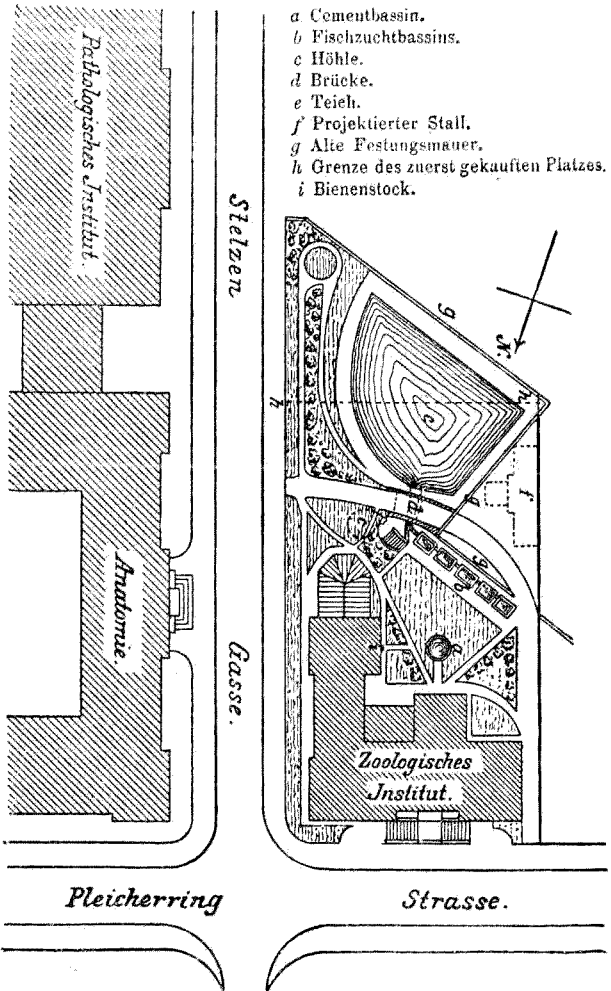 a Cementbassin.
b Fischzuchtbassins.
c Höhle.
d Brücke.
e Teich.
f Projektierter Stall.
g Alte Festungsmauer.
h Grenze des zuerst gekauften Platzes.
i Bienenstock.
Pathologisches Institut.
Stelzen
g
N.
h
h
e
g
f
d
c
g
b
i
a
Anatomie.
Gasse.
Zoologisches
Institut.
Pleicherring
Strasse.